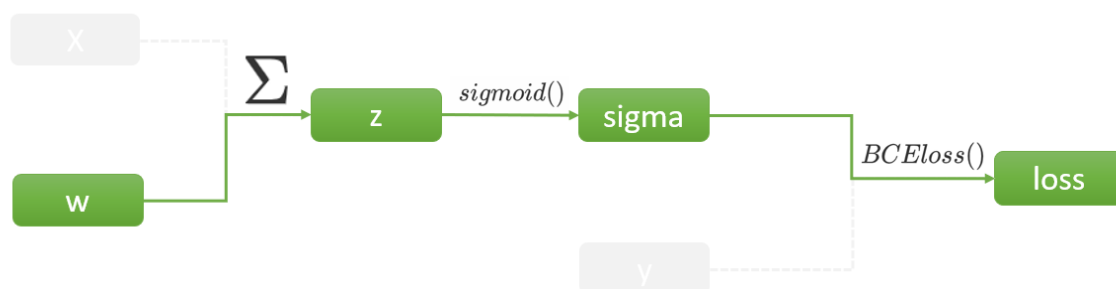 X
Σ
z
sigmoid()
sigma
BCEloss()
loss
w
y